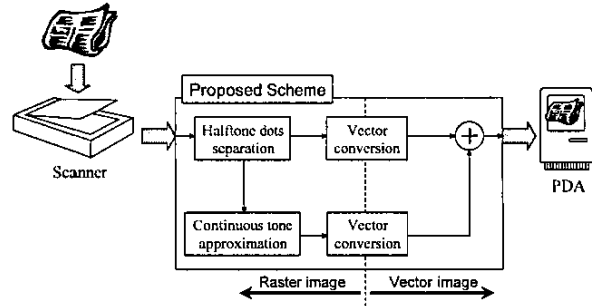 Proposed Scheme
Halftone dots
separation
Vector
conversion
+
Scanner
PDA
Continuous tone
approximation
Vector
conversion
Raster image
Vector image